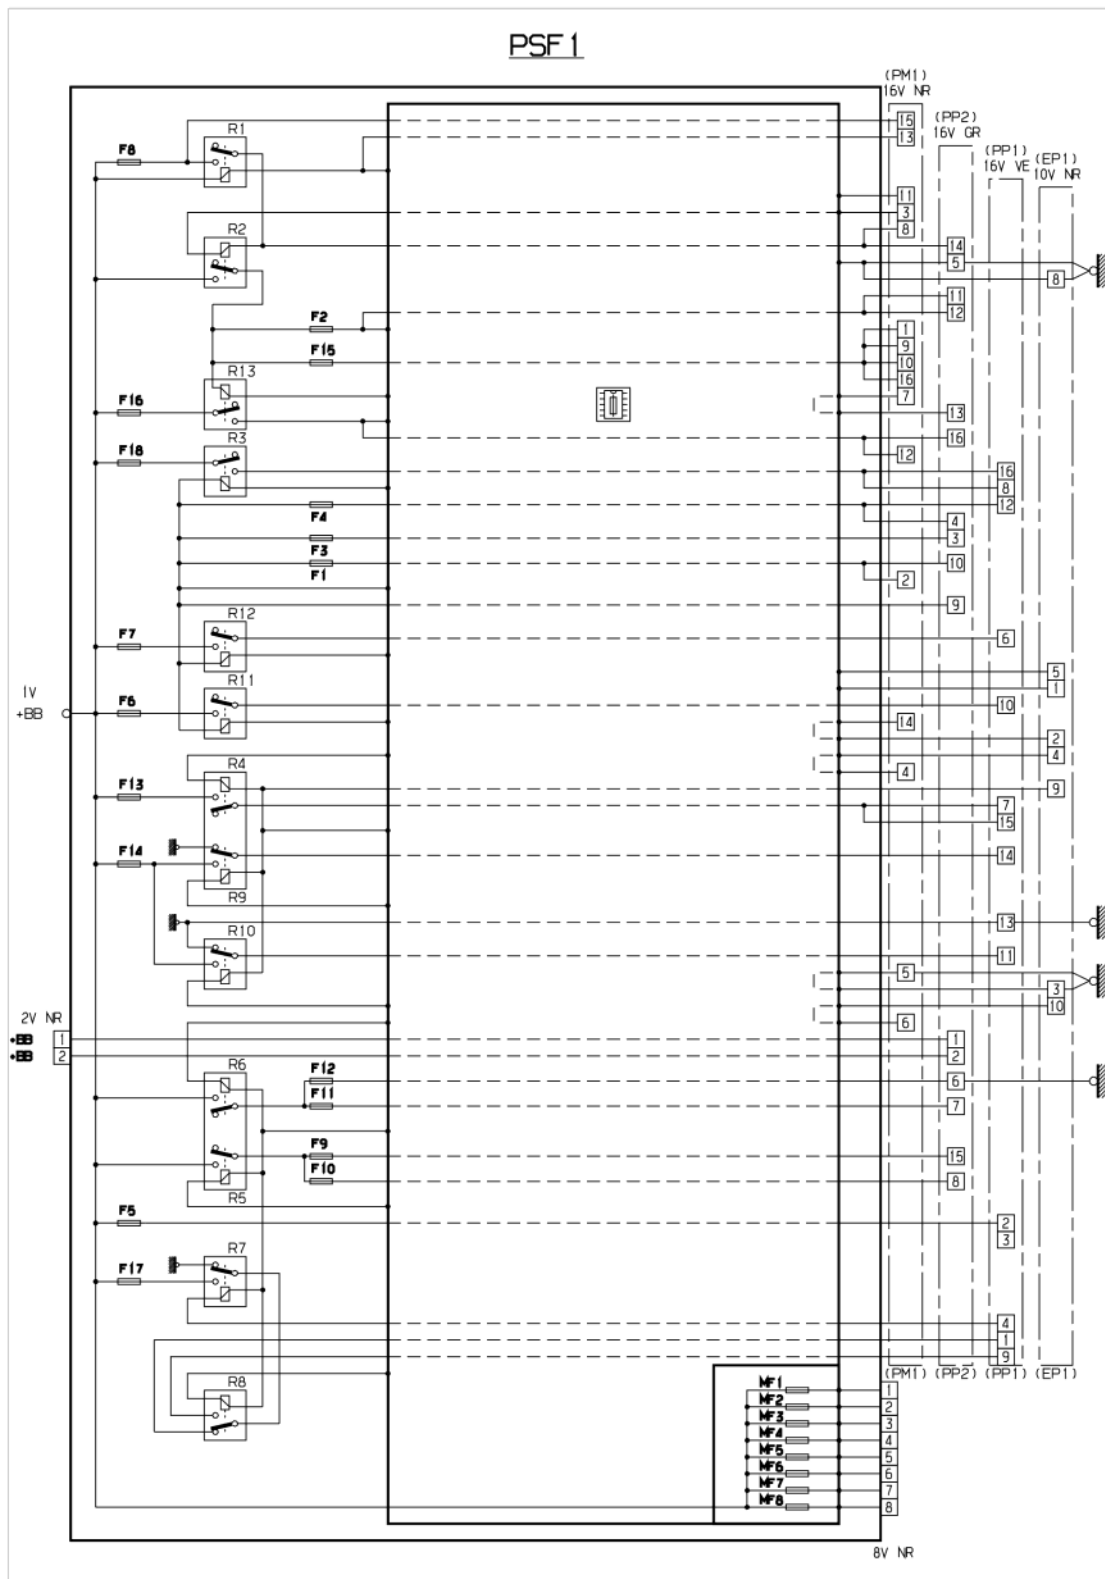 PSF1
(PM1)
16V NR
(PP2)
16V GR
(PP1)
16V VE
(EP1)
10V NR
R1
15
13
F8
11
3
R2
8
14
5
8
11
F2
12
1
F15
9
10
R13
16
7
F16
13
R3
16
F18
12
16
8
12
F4
4
3
F3
10
F1
2
9
R12
F7
6
5
R11
1
1V
+BB
F6
10
14
2
4
R4
4
F13
9
7
15
F14
14
R9
13
R10
11
5
3
10
2V NR
6
+BB 1
1
+BB 2
2
R6
F12
6
F11
7
F9
15
F10
8
R5
F5
2
3
R7
F17
4
1
9
R8
(PM1) (PP2) (PP1) (EP1)
MF1 1
MF2 2
MF3 3
MF4 4
MF5 5
MF6 6
MF7 7
MF8 8
8V NR